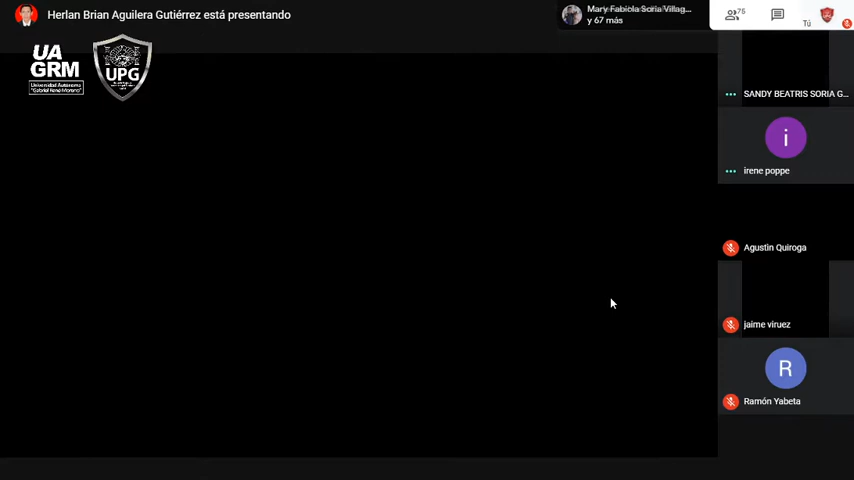 Herlan Brian Aguilera Gutiérrez está presentando
Mary Fabiola Soria Villag...
y 67 más
75
Tú
UA
GRM
Universidad Autónoma
"Gabriel René Moreno"
UPG
SANDY BEATRIS SORIA G...
i
irene poppe
Agustin Quiroga
jaime viruez
R
Ramón Yabeta